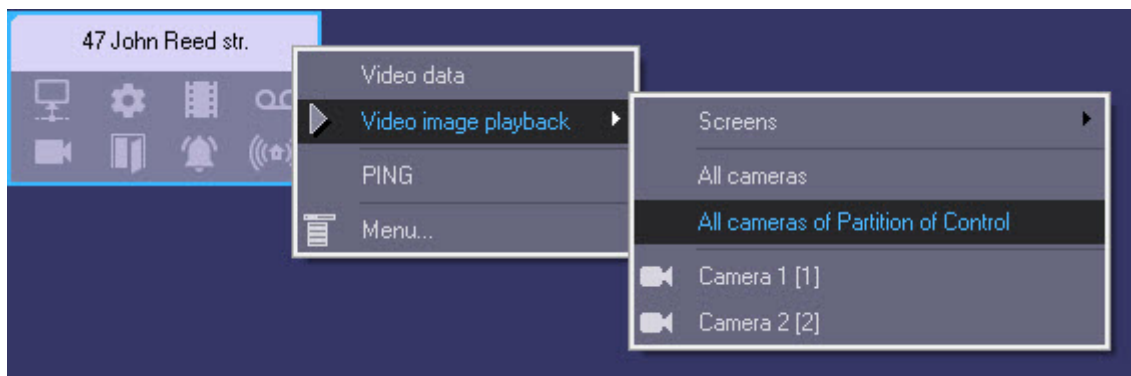 47 John Reed str.
Video data
Video image playback
PING
Menu...
Screens
All cameras
All cameras of Partition of Control
Camera 1 [1]
Camera 2 [2]